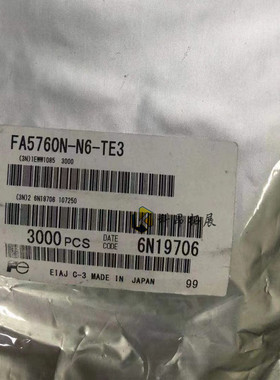 FA5760N-N6-TE3
(3N)1EMW1085 3000
(3N)2 6N19706 107250
3000 PCS DATE CODE 6N19706
EIAJ C-3 MADE IN JAPAN 99